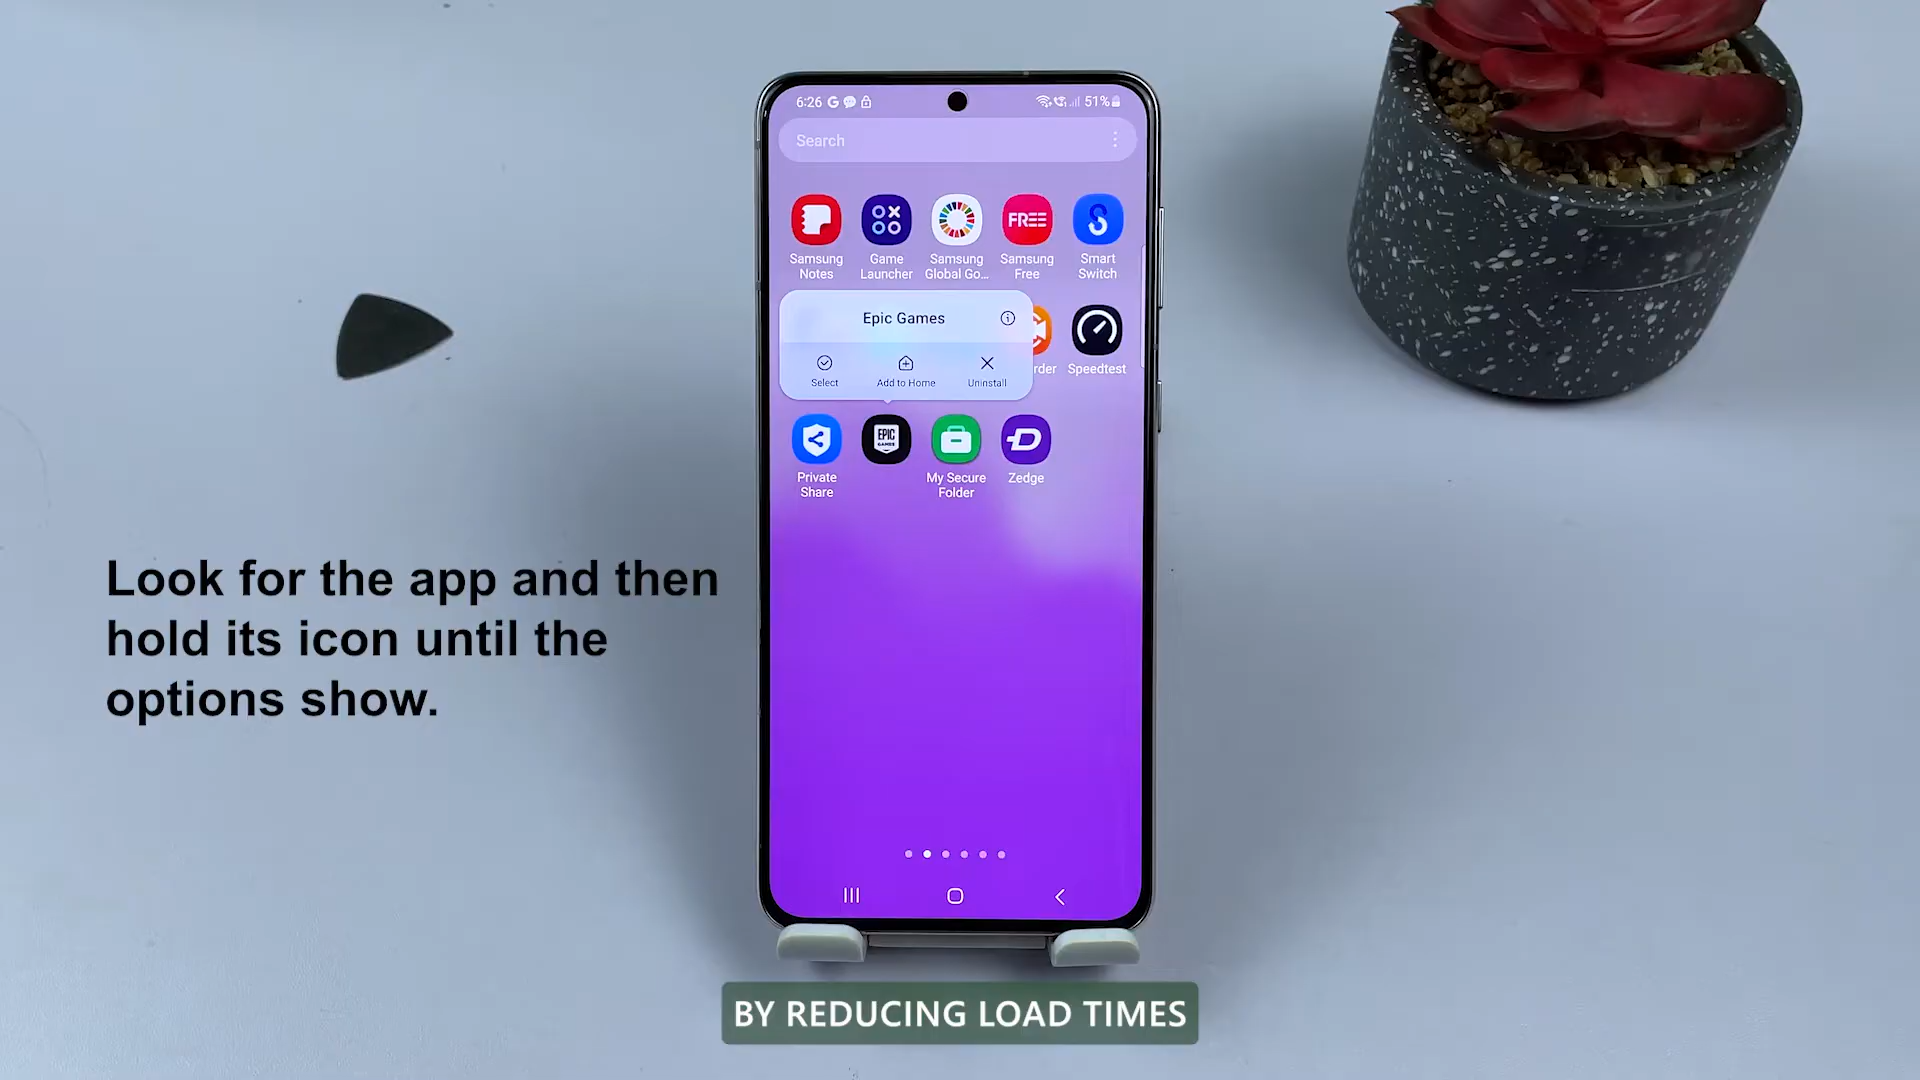 6:26
51%
Search
FREE
Samsung
Notes
Game
Launcher
Samsung
Global Go...
Samsung
Free
Smart
Switch
Epic Games
Select
Add to Home
Uninstall
rder
Speedtest
EPIC
GAMES
Private
Share
My Secure
Folder
Zedge
Look for the app and then
hold its icon until the
options show.
BY REDUCING LOAD TIMES